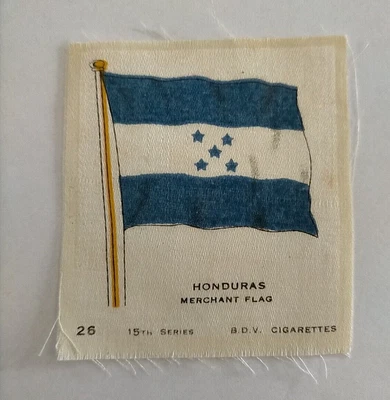 HONDURAS
MERCHANT FLAG
26 15TH SERIES B.D.V. CIGARETTES